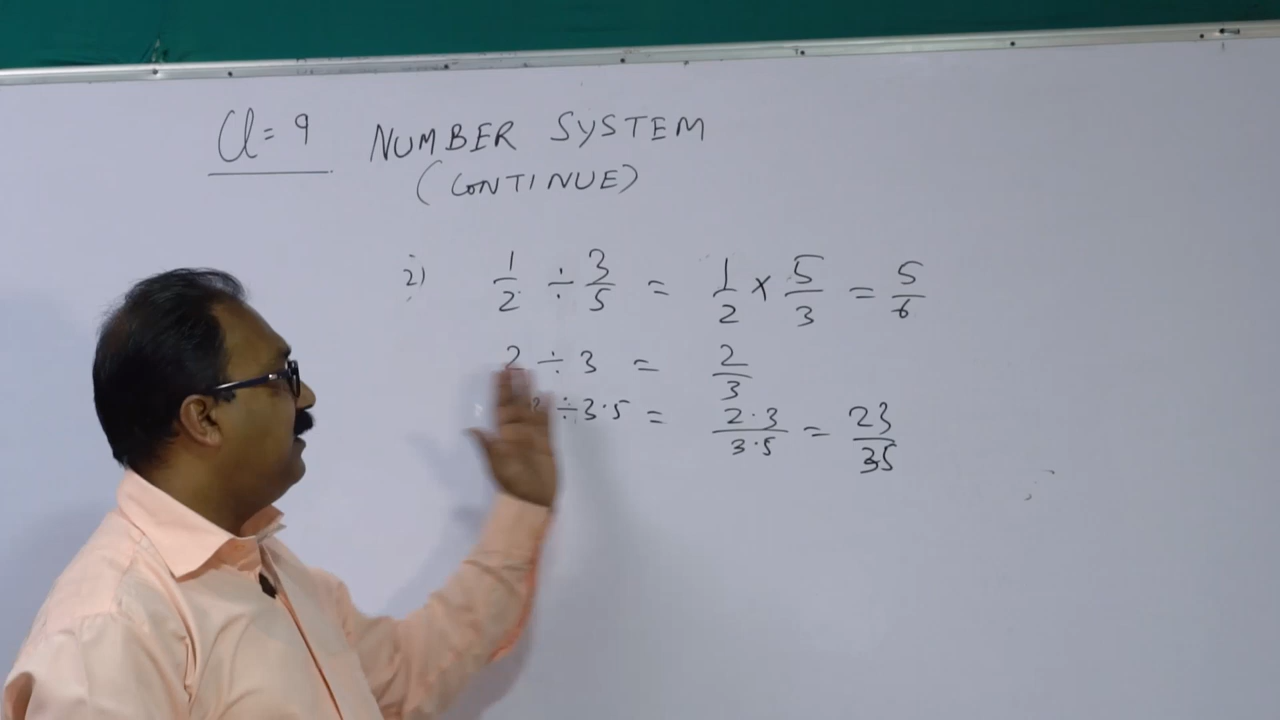 Cl = 9 NUMBER SYSTEM
(CONTINUE)
2) 1/2 ÷ 3/5 = 1/2 × 5/3 = 5/6
2 ÷ 3 = 2/3
÷ 3.5 = 2.3/3.5 = 23/35